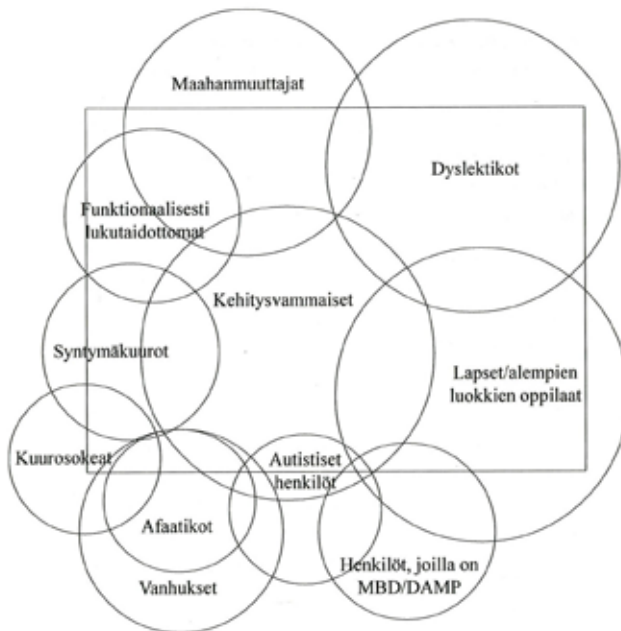 Maahanmuuttajat
Dyslektikot
Funktionaalisesti
lukutaidottomat
Kehitysvammaiset
Syntymäkuurot
Lapset/alempien
luokkien oppilaat
Kuurosokeat
Autistiset
henkilöt
Afaatikot
Henkilöt, joilla on
MBD/DAMP
Vanhukset